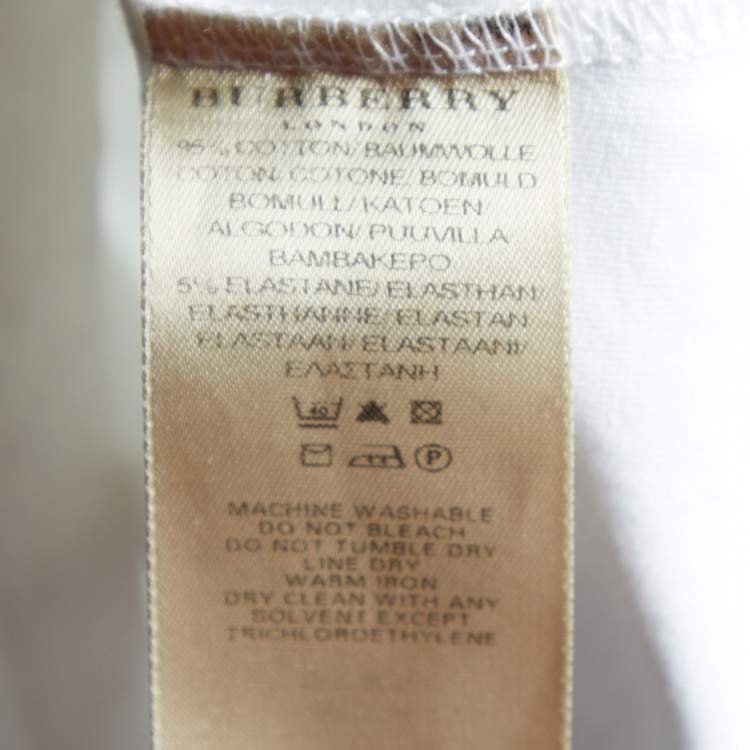 BURBERRY
LONDON
95% COTTON/BAUMWOLLE
COTON/COTONE/BOMULD
BOMULL/KATOEN
ALGODON/PUUVILLA
BAMBAKEPO
5% ELASTANE/ELASTHAN
ELASTHANNE/ELASTAN
ELASTAAN/ELASTAANI/
ΕΛΑΣΤΑΝΗ
40
P
MACHINE WASHABLE
DO NOT BLEACH
DO NOT TUMBLE DRY
LINE DRY
WARM IRON
DRY CLEAN WITH ANY
SOLVENT EXCEPT
TRICHLOROETHYLENE